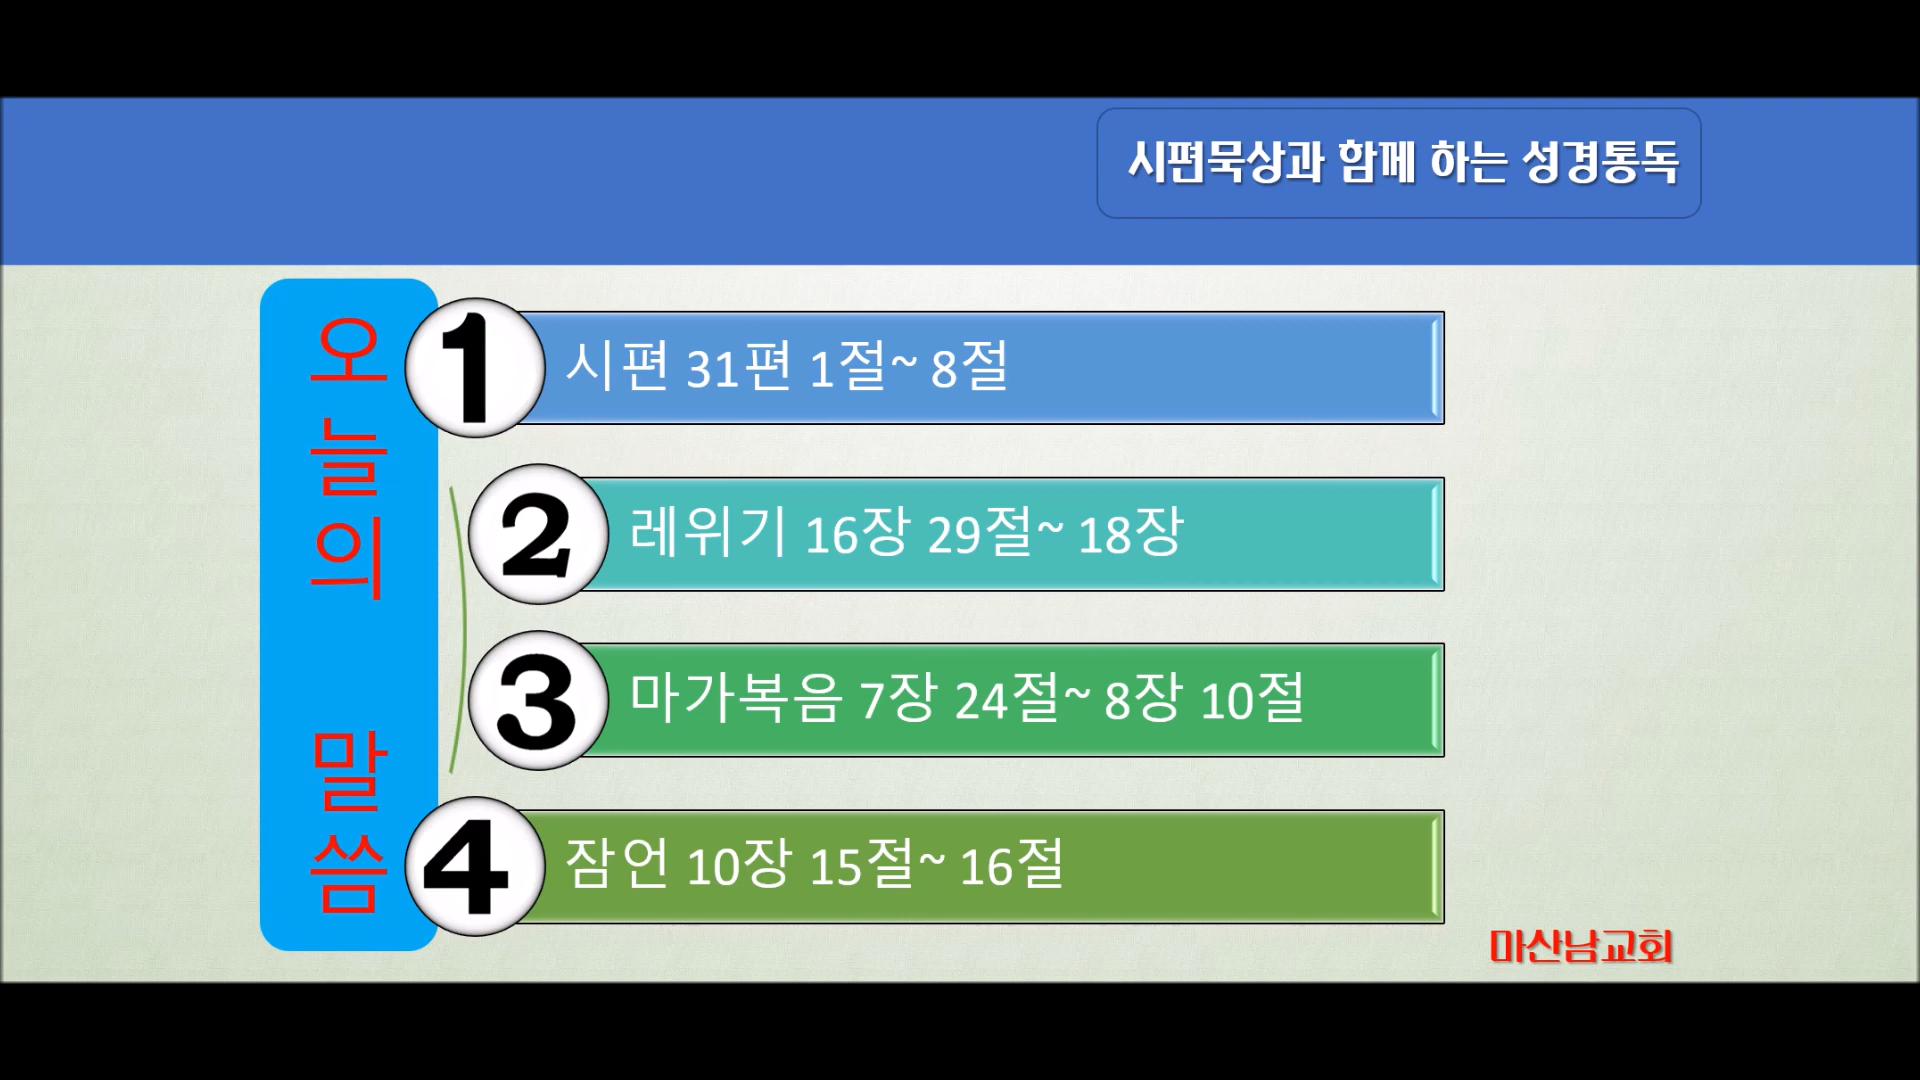 시편묵상과 함께 하는 성경통독
오늘의 말씀
1 시편 31편 1절~ 8절
2 레위기 16장 29절~ 18장
3 마가복음 7장 24절~ 8장 10절
4 잠언 10장 15절~ 16절
마산남교회